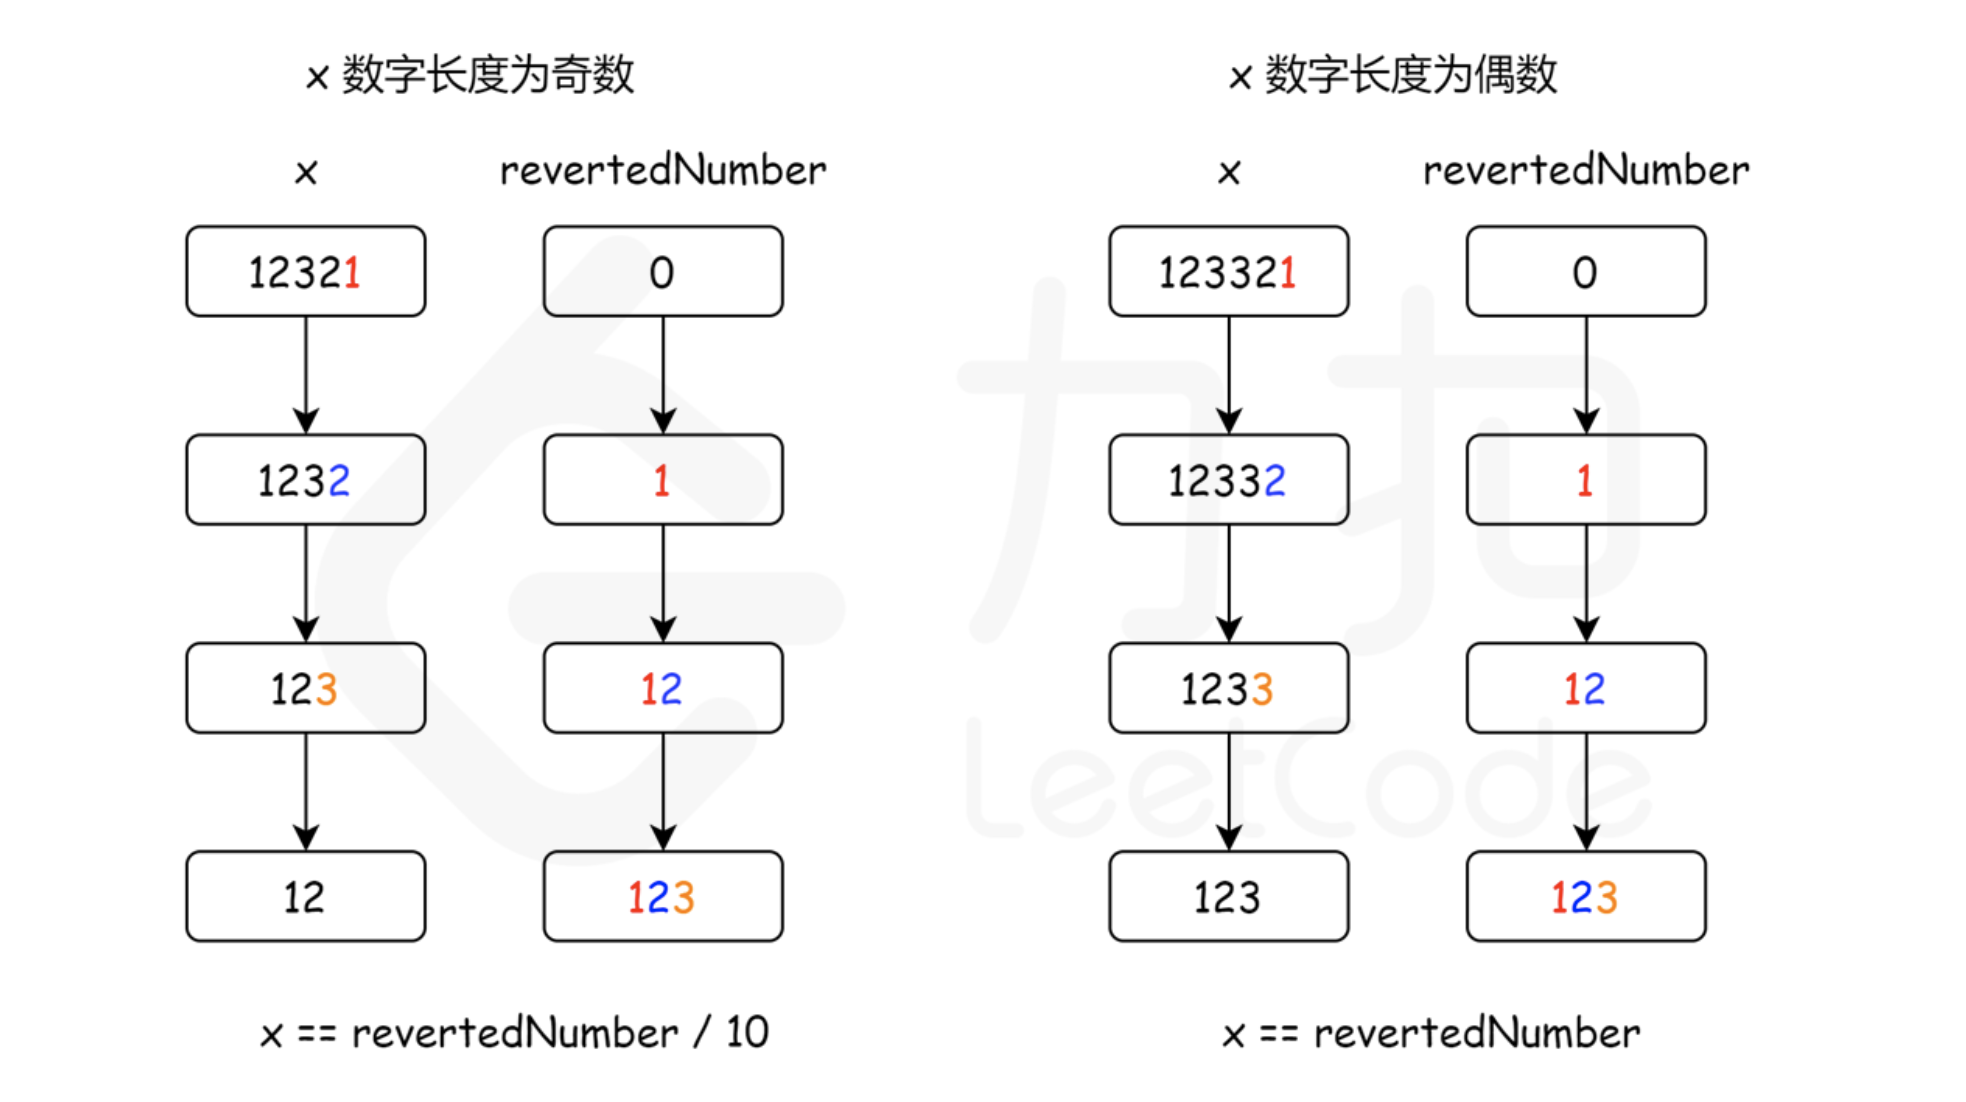 x 数字长度为奇数
x revertedNumber
12321 0
1232 1
123 12
12 123
x == revertedNumber / 10
x 数字长度为偶数
x revertedNumber
123321 0
12332 1
1233 12
123 123
x == revertedNumber
力扣
LeetCode